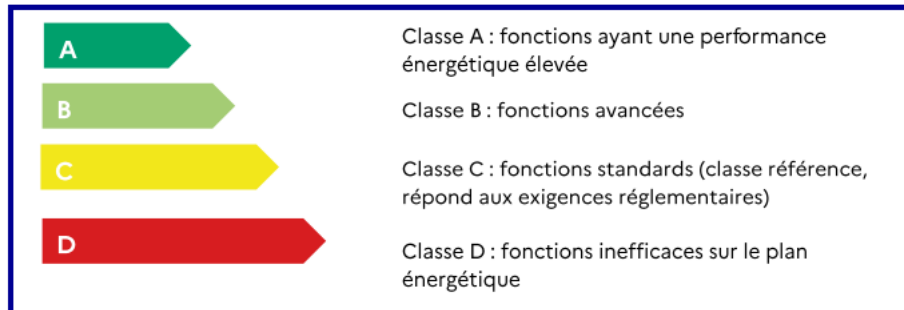 A
Classe A : fonctions ayant une performance
énergétique élevée
B
Classe B : fonctions avancées
C
Classe C : fonctions standards (classe référence,
répond aux exigences réglementaires)
D
Classe D : fonctions inefficaces sur le plan
énergétique